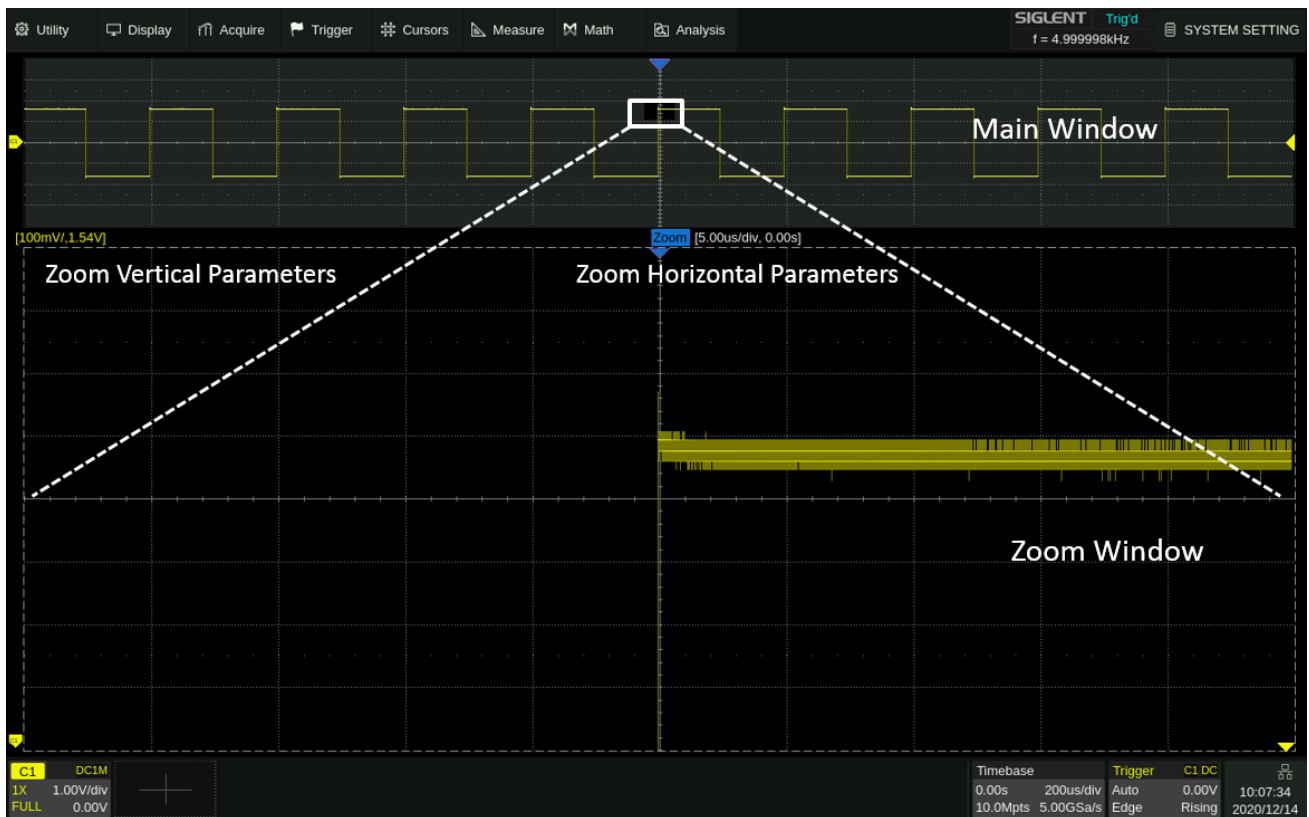 Utility Display Acquire Trigger Cursors Measure Math Analysis SIGLENT Trig'd SYSTEM SETTING
f = 4.999998kHz
Main Window
C1
[100mV/,1.54V] Zoom [5.00us/div, 0.00s]
Zoom Vertical Parameters Zoom Horizontal Parameters
Zoom Window
C1
C1 DC1M Timebase Trigger C1 DC
1X 1.00V/div 0.00s 200us/div Auto 0.00V 10:07:34
FULL 0.00V 10.0Mpts 5.00GSa/s Edge Rising 2020/12/14